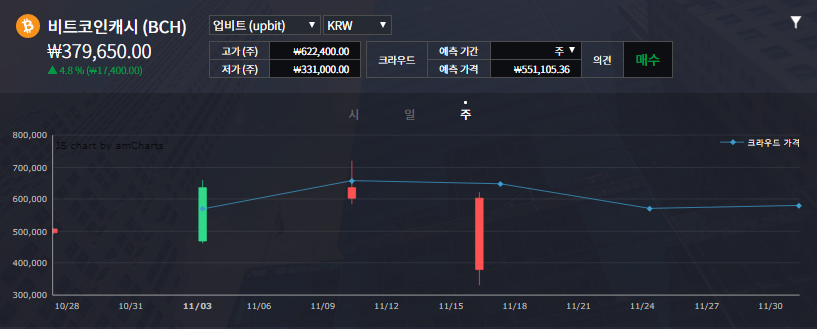 비트코인캐시 (BCH)
₩379,650.00
▲ 4.8 % (₩17,400.00)
업비트 (upbit) ▼ KRW ▼
고가 (주) ₩622,400.00
저가 (주) ₩331,000.00
크라우드
예측 기간 주 ▼
예측 가격 ₩551,105.36
의견 매수
시 일 주
JS chart by amCharts
크라우드 가격
800,000
700,000
600,000
500,000
400,000
300,000
10/28 10/31 11/03 11/06 11/09 11/12 11/15 11/18 11/21 11/24 11/27 11/30